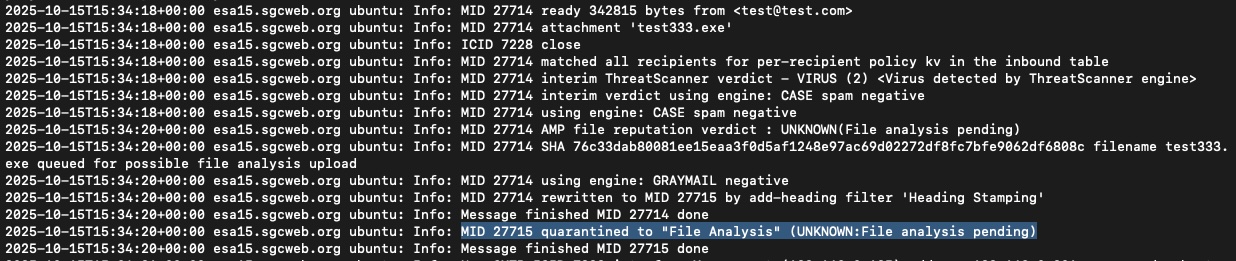 2025-10-15T15:34:18+00:00 esa15.sgcweb.org ubuntu: Info: MID 27714 ready 342815 bytes from <test@test.com>
2025-10-15T15:34:18+00:00 esa15.sgcweb.org ubuntu: Info: MID 27714 attachment 'test333.exe'
2025-10-15T15:34:18+00:00 esa15.sgcweb.org ubuntu: Info: ICID 7228 close
2025-10-15T15:34:18+00:00 esa15.sgcweb.org ubuntu: Info: MID 27714 matched all recipients for per-recipient policy kv in the inbound table
2025-10-15T15:34:18+00:00 esa15.sgcweb.org ubuntu: Info: MID 27714 interim ThreatScanner verdict - VIRUS (2) <Virus detected by ThreatScanner engine>
2025-10-15T15:34:18+00:00 esa15.sgcweb.org ubuntu: Info: MID 27714 interim verdict using engine: CASE spam negative
2025-10-15T15:34:18+00:00 esa15.sgcweb.org ubuntu: Info: MID 27714 using engine: CASE spam negative
2025-10-15T15:34:20+00:00 esa15.sgcweb.org ubuntu: Info: MID 27714 AMP file reputation verdict : UNKNOWN(File analysis pending)
2025-10-15T15:34:20+00:00 esa15.sgcweb.org ubuntu: Info: MID 27714 SHA 76c33dab80081ee15eaa3f0d5af1248e97ac69d02272df8fc7bfe9062df6808c filename test333.
exe queued for possible file analysis upload
2025-10-15T15:34:20+00:00 esa15.sgcweb.org ubuntu: Info: MID 27714 using engine: GRAYMAIL negative
2025-10-15T15:34:20+00:00 esa15.sgcweb.org ubuntu: Info: MID 27714 rewritten to MID 27715 by add-heading filter 'Heading Stamping'
2025-10-15T15:34:20+00:00 esa15.sgcweb.org ubuntu: Info: Message finished MID 27714 done
2025-10-15T15:34:20+00:00 esa15.sgcweb.org ubuntu: Info: MID 27715 quarantined to "File Analysis" (UNKNOWN:File analysis pending)
2025-10-15T15:34:20+00:00 esa15.sgcweb.org ubuntu: Info: Message finished MID 27715 done